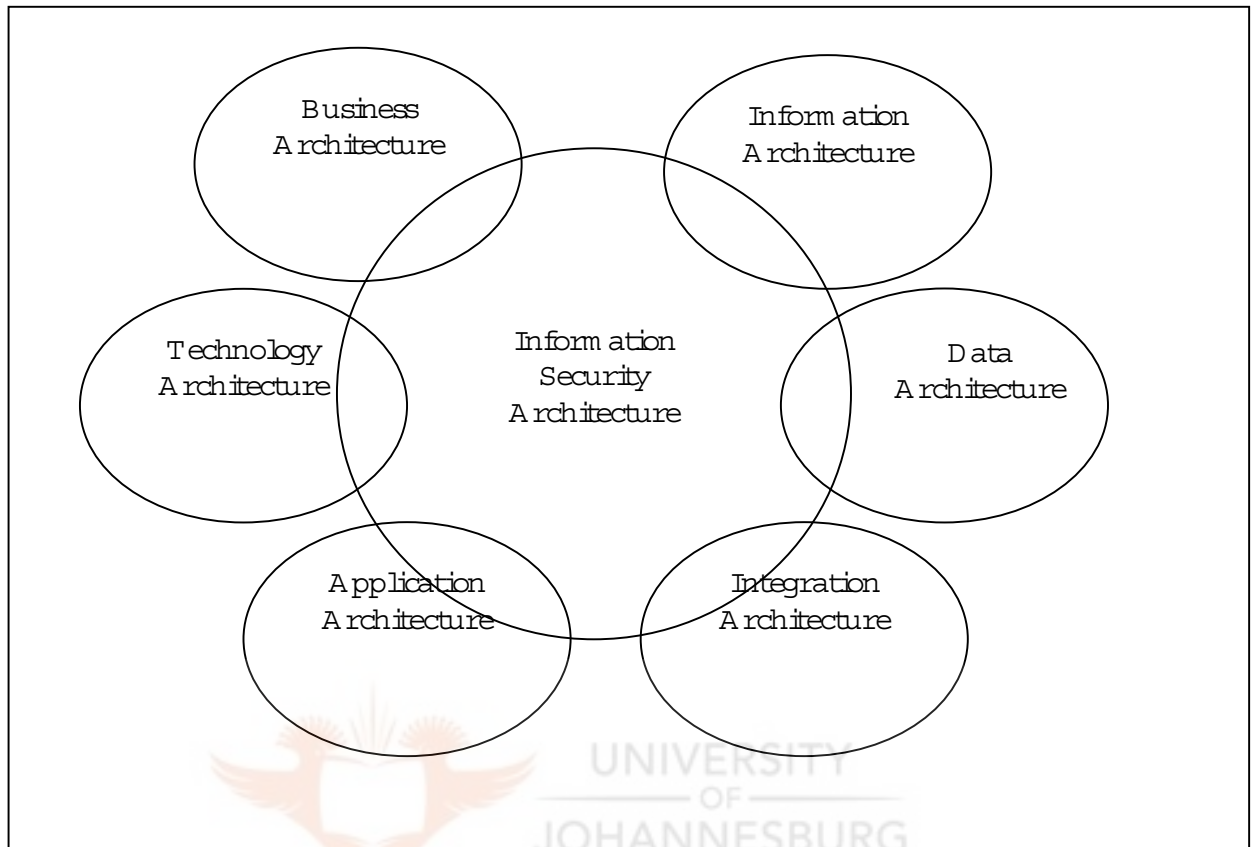 Business
Architecture
Information
Architecture
Technology
Architecture
Information
Security
Architecture
Data
Architecture
Application
Architecture
Integration
Architecture
UNIVERSITY
OF
JOHANNESBURG